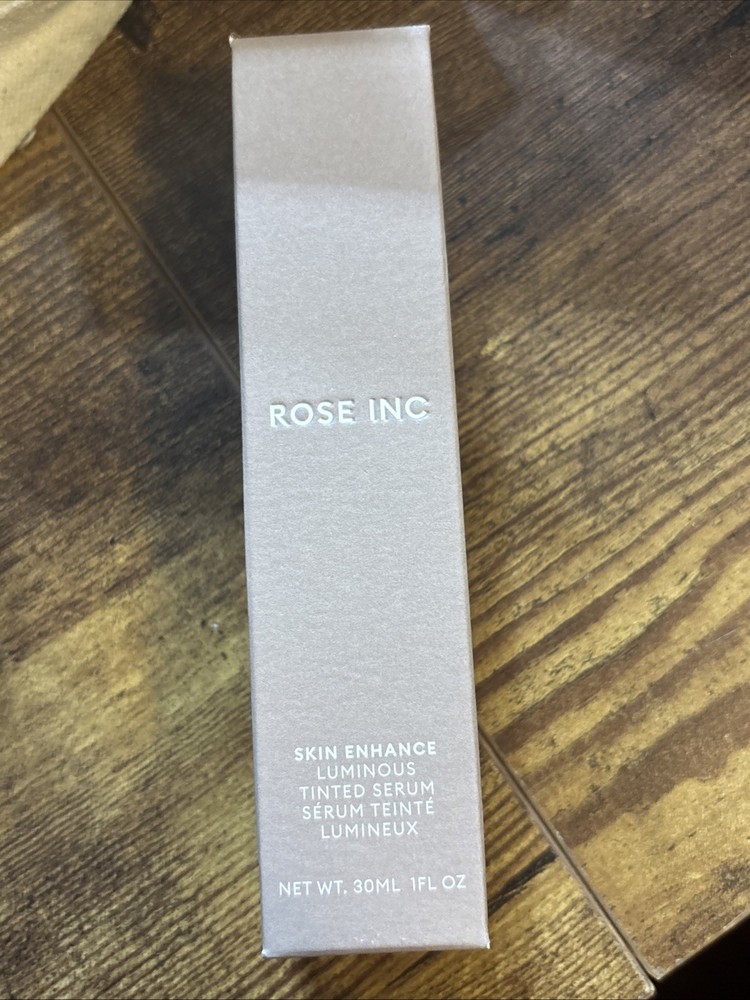 ROSE INC
SKIN ENHANCE
LUMINOUS
TINTED SERUM
SÉRUM TEINTÉ
LUMINEUX
NET WT. 30ML 1FL OZ